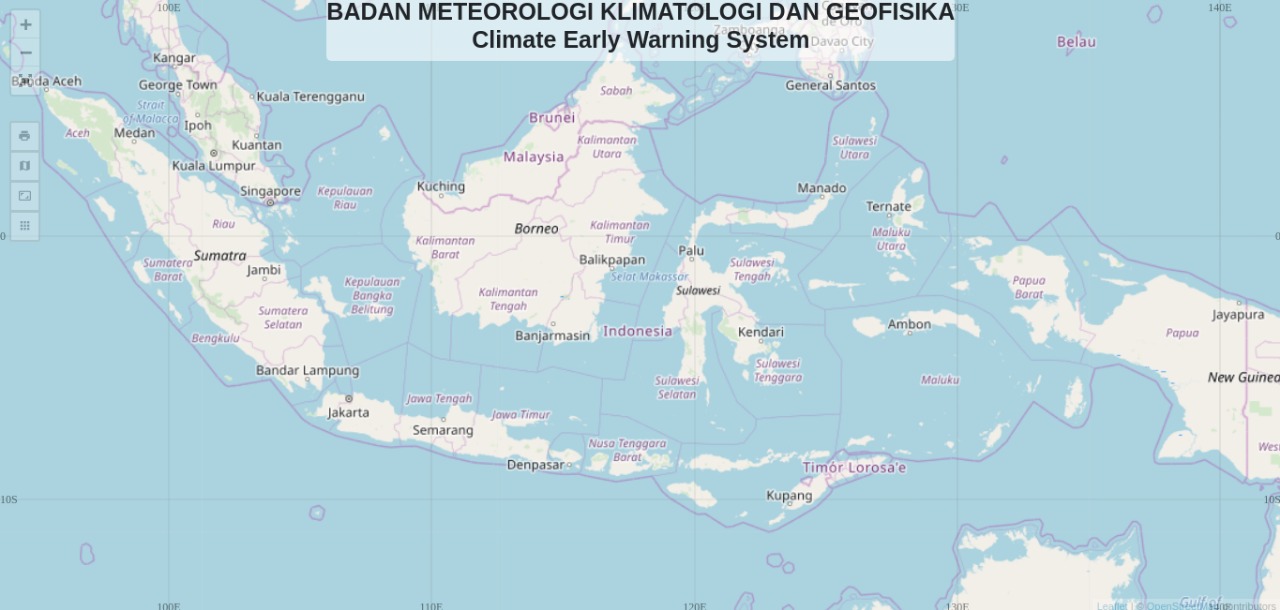 BADAN METEOROLOGI KLIMATOLOGI DAN GEOFISIKA
Climate Early Warning System
100E
140E
Zamboanga
de Oro
Davao City
General Santos
Belau
Kangar
Banda Aceh
George Town
Kuala Terengganu
Strait
of Malacca
Ipoh
Aceh
Medan
Kuantan
Kuala Lumpur
Singapore
Kepulauan
Riau
Riau
Sumatra
Sumatera
Barat
Jambi
Kepulauan
Bangka
Belitung
Sumatera
Selatan
Bengkulu
Bandar Lampung
Sabah
Brunei
Malaysia
Kalimantan
Utara
Kuching
Borneo
Kalimantan
Timur
Kalimantan
Barat
Balikpapan
Selat Makassar
Kalimantan
Tengah
Banjarmasin
Indonesia
Sulawesi
Utara
Manado
Ternate
Maluku
Utara
Palu
Sulawesi
Tengah
Sulawesi
Kendari
Sulawesi
Tenggara
Sulawesi
Selatan
Papua
Barat
Ambon
Maluku
Papua
Jayapura
New Guinea
Jakarta
Jawa Tengah
Semarang
Jawa Timur
Denpasar
Nusa Tenggara
Barat
Timór Lorosa'e
Kupang
0
0
10S
10S
100E
110E
120E
130E
140E
Gulf of
Leaflet | © OpenStreetMap contributors